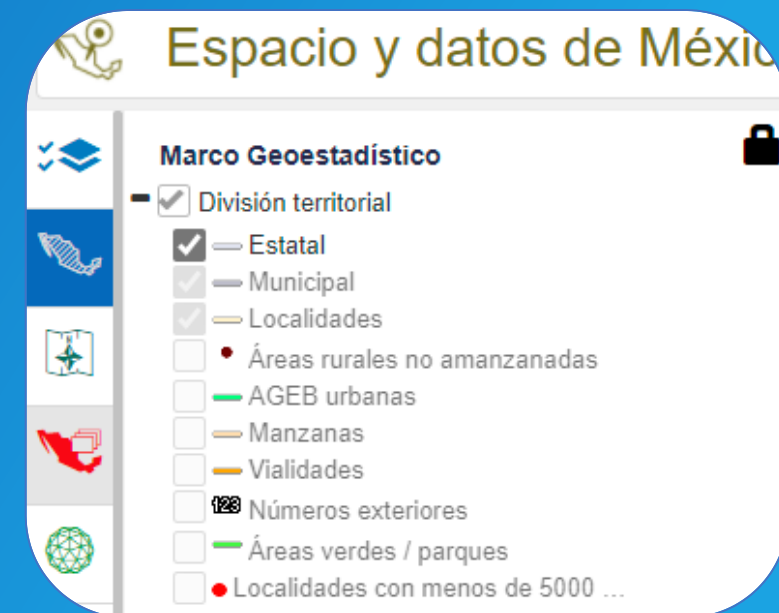 Espacio y datos de Méxic
Marco Geoestadístico
División territorial
Estatal
Municipal
Localidades
Áreas rurales no amanzanadas
AGEB urbanas
Manzanas
Vialidades
123 Números exteriores
Áreas verdes / parques
Localidades con menos de 5000 ...